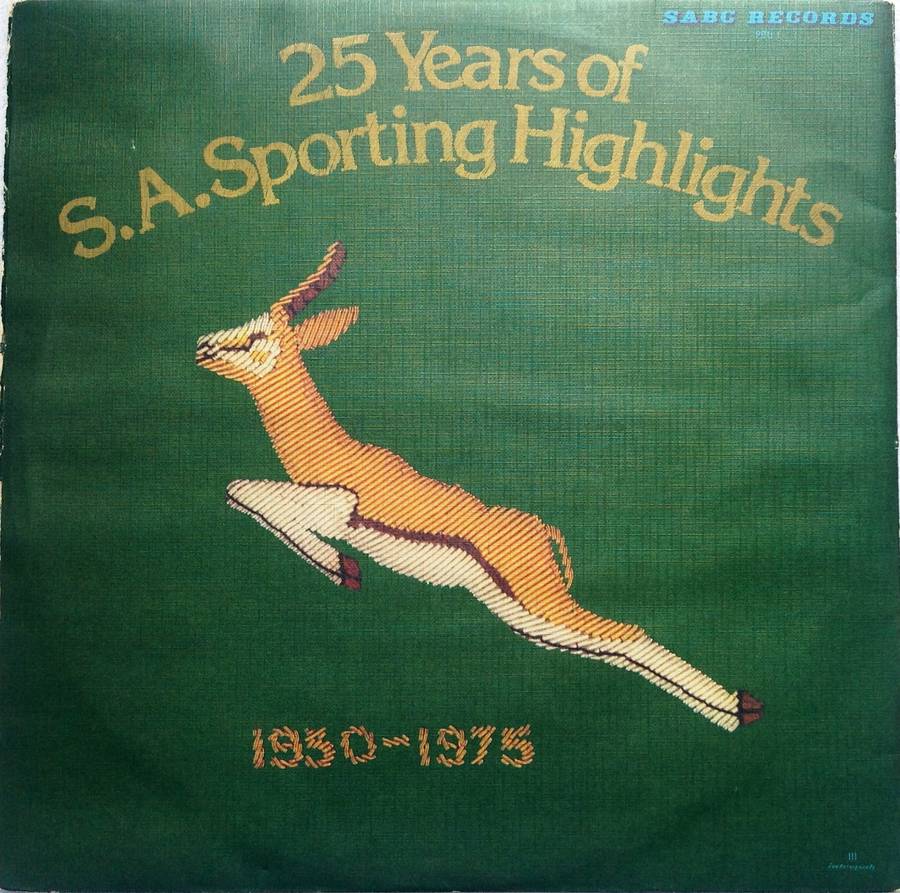 SABC RECORDS
25 Years of
S.A. Sporting Highlights
1950-1975